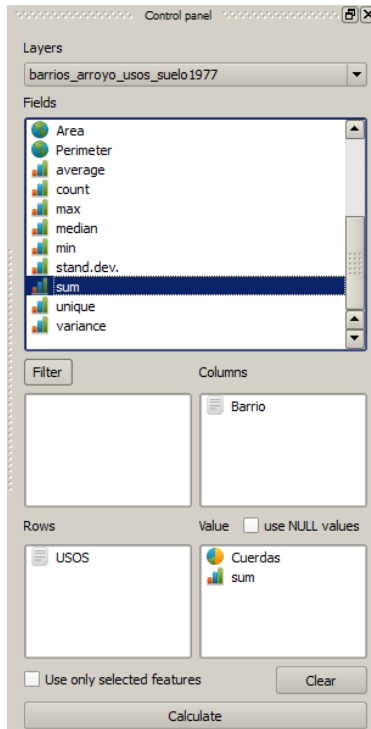 Control panel
Layers
barrios_arroyo_usos_suelo1977
Fields
Area
Perimeter
average
count
max
median
min
stand.dev.
sum
unique
variance
Filter
Columns
Barrio
Rows
Value use NULL values
USOS
Cuerdas
sum
Use only selected features
Clear
Calculate